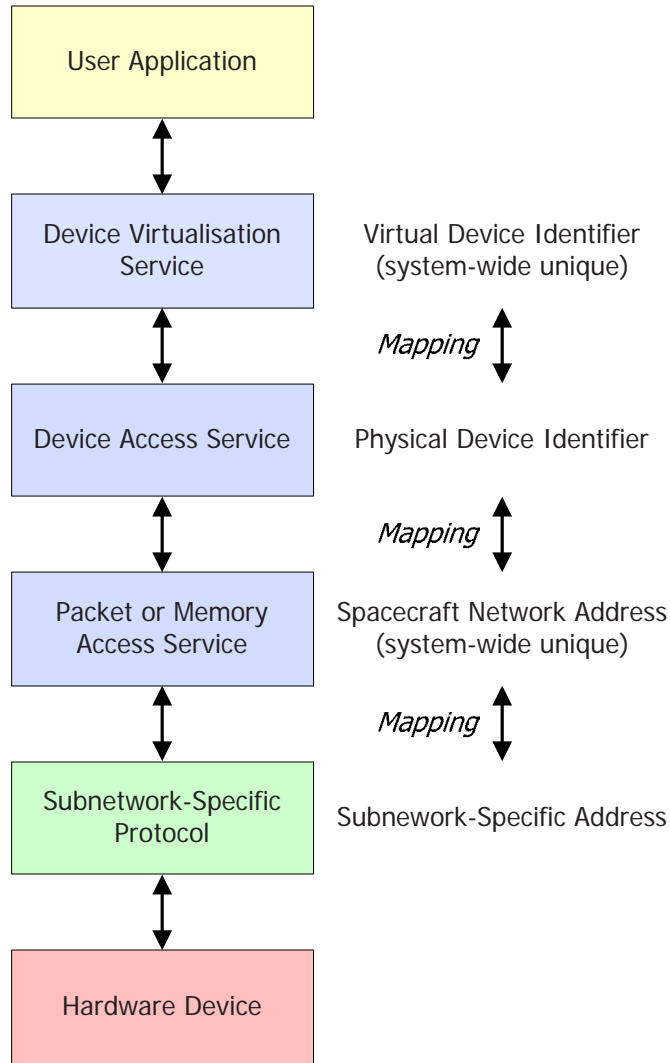 User Application
Device Virtualisation
Service
Virtual Device Identifier
(system-wide unique)
Mapping
Device Access Service
Physical Device Identifier
Mapping
Packet or Memory
Access Service
Spacecraft Network Address
(system-wide unique)
Mapping
Subnetwork-Specific
Protocol
Subnework-Specific Address
Hardware Device